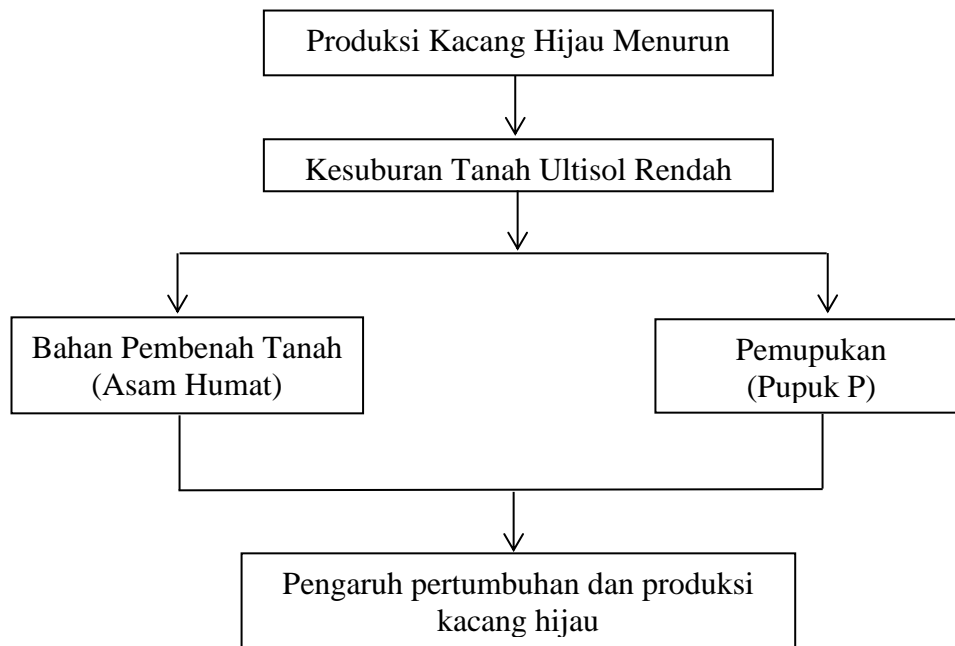 Produksi Kacang Hijau Menurun
Kesuburan Tanah Ultisol Rendah
Bahan Pembenah Tanah
(Asam Humat)
Pemupukan
(Pupuk P)
Pengaruh pertumbuhan dan produksi
kacang hijau